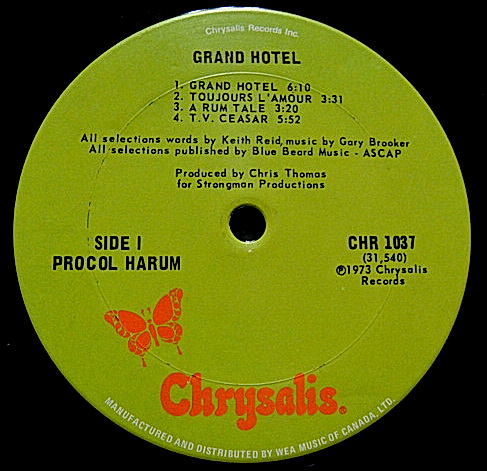 Chrysalis Records Inc.
GRAND HOTEL
1. GRAND HOTEL 6:10
2. TOUJOURS L'AMOUR 3:31
3. A RUM TALE 3:20
4. T.V. CEASAR 5:52
All selections words by Keith Reid, music by Gary Brooker
All selections published by Blue Beard Music - ASCAP
Produced by Chris Thomas
for Strongman Productions
SIDE I
PROCOL HARUM
CHR 1037
(31,540)
℗1973 Chrysalis
Records
Chrysalis.
MANUFACTURED AND DISTRIBUTED BY WEA MUSIC OF CANADA, LTD.